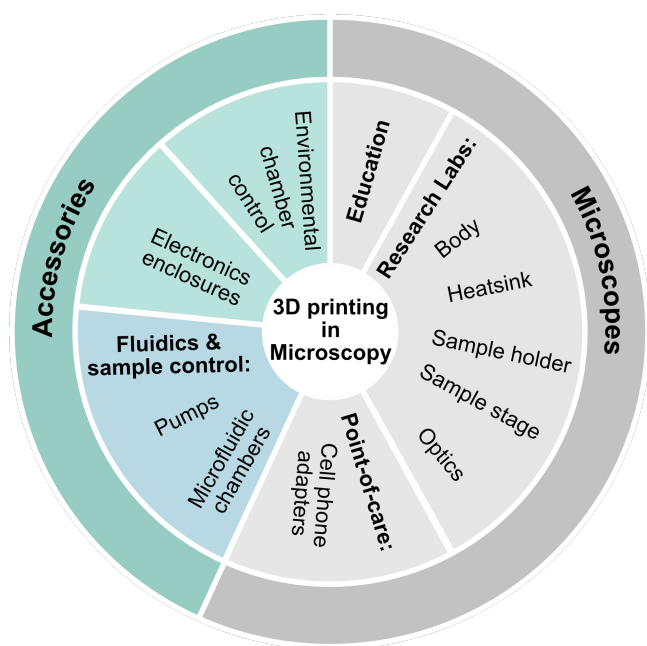 3D printing
in
Microscopy
Microscopes
Education
Research Labs:
Body
Heatsink
Sample holder
Sample stage
Optics
Point-of-care:
Cell phone
adapters
Accessories
Fluidics &
sample control:
Pumps
Microfluidic
chambers
Electronics
enclosures
Environmental
chamber
control